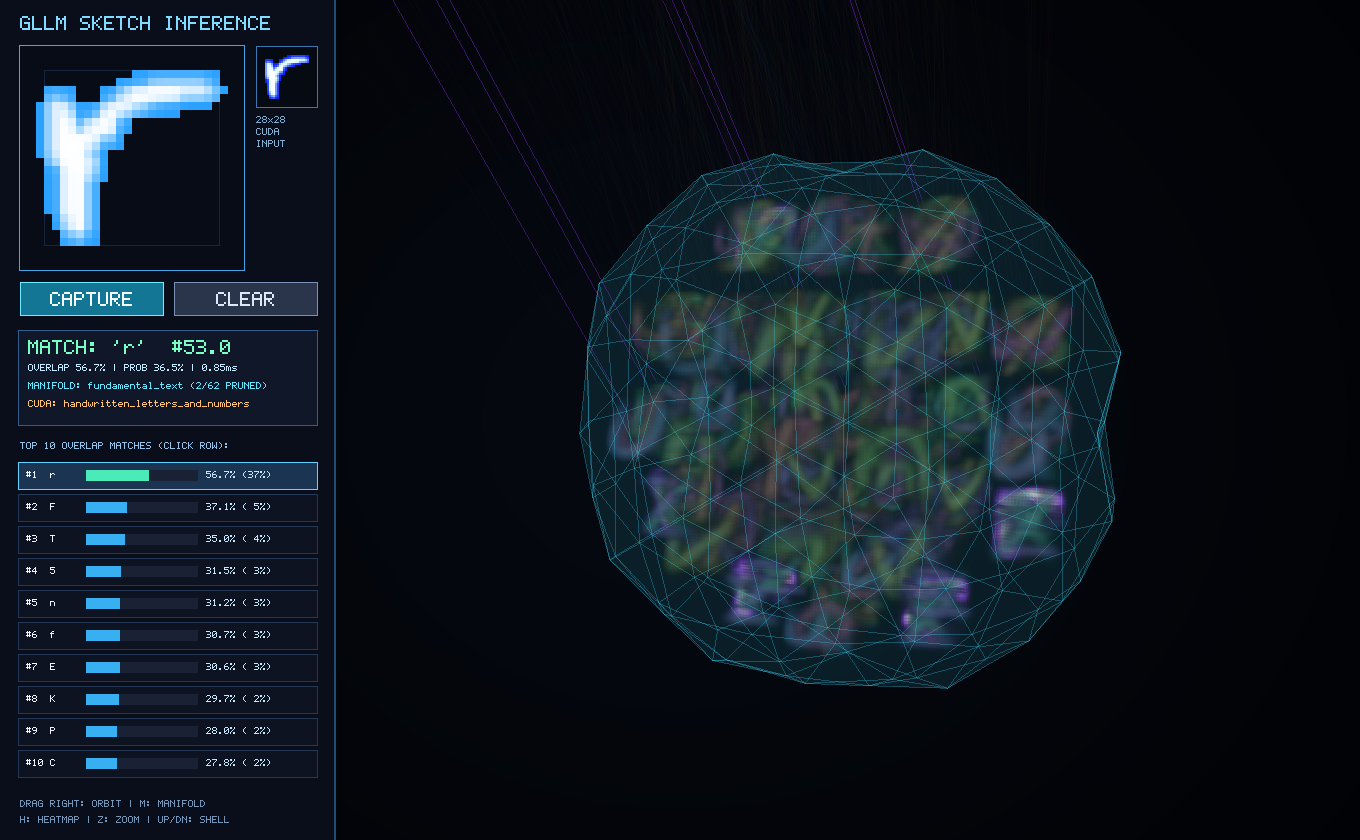 GLLM SKETCH INFERENCE
r
r
28x28
CUDA
INPUT
CAPTURE CLEAR
MATCH: 'r' #53.0
OVERLAP 56.7% | PROB 36.5% | 0.85ms
MANIFOLD: fundamental_text (2/62 PRUNED)
CUDA: handwritten_letters_and_numbers
TOP 10 OVERLAP MATCHES (CLICK ROW):
#1 r 56.7% (37%)
#2 F 37.1% ( 5%)
#3 T 35.0% ( 4%)
#4 5 31.5% ( 3%)
#5 n 31.2% ( 3%)
#6 f 30.7% ( 3%)
#7 E 30.6% ( 3%)
#8 K 29.7% ( 2%)
#9 P 28.0% ( 2%)
#10 C 27.8% ( 2%)
DRAG RIGHT: ORBIT | M: MANIFOLD
H: HEATMAP | Z: ZOOM | UP/DN: SHELL